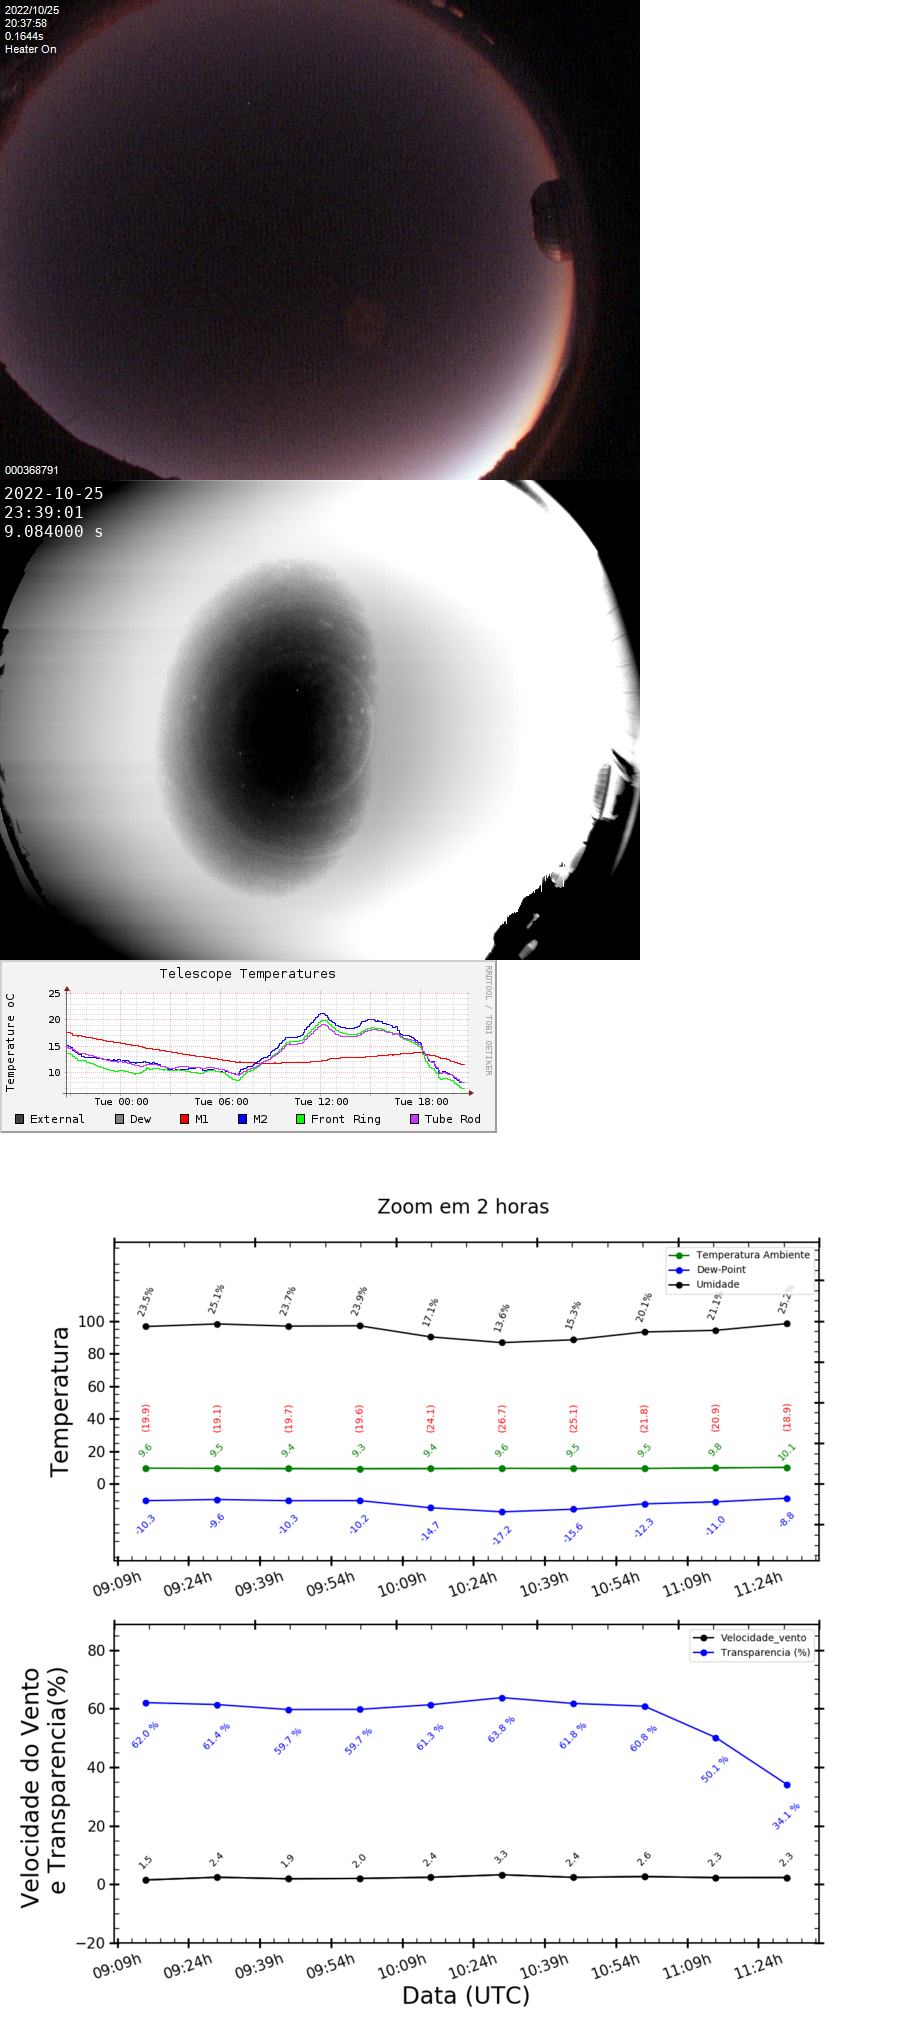 2022/10/25
20:37:58
0.1644s
Heater On
000368791
2022-10-25
23:39:01
9.084000 s
Telescope Temperatures
RRDTOOL / TOBI OETIKER
Temperature oC
25
20
15
10
Tue 00:00 Tue 06:00 Tue 12:00 Tue 18:00
External Dew M1 M2 Front Ring Tube Rod
Zoom em 2 horas
Temperatura Ambiente
Dew-Point
Umidade
Temperatura
100
80
60
40
20
0
23.5% 25.1% 23.7% 23.9% 17.1% 13.6% 15.3% 20.1% 21.1% 25.2%
(19.9) (19.1) (19.7) (19.6) (24.1) (26.7) (25.1) (21.8) (20.9) (18.9)
9.6 9.5 9.4 9.3 9.4 9.6 9.5 9.5 9.8 10.1
-10.3 -9.6 -10.3 -10.2 -14.7 -17.2 -15.6 -12.3 -11.0 -8.8
09:09h 09:24h 09:39h 09:54h 10:09h 10:24h 10:39h 10:54h 11:09h 11:24h
Velocidade_vento
Transparencia (%)
Velocidade do Vento
e Transparencia(%)
80
60
40
20
0
−20
62.0 % 61.4 % 59.7 % 59.7 % 61.3 % 63.8 % 61.8 % 60.8 % 50.1 % 34.1 %
1.5 2.4 1.9 2.0 2.4 3.3 2.4 2.6 2.3 2.3
09:09h 09:24h 09:39h 09:54h 10:09h 10:24h 10:39h 10:54h 11:09h 11:24h
Data (UTC)